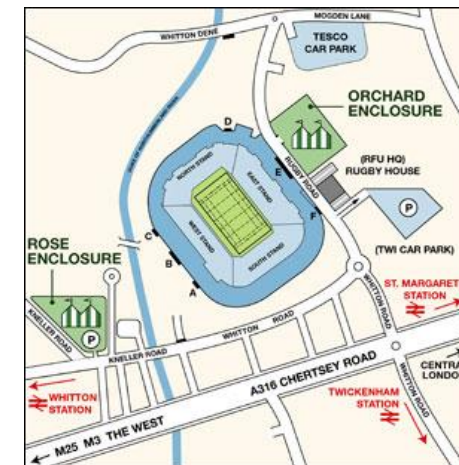 MOGDEN LANE
WHITTON DENE
TESCO
CAR PARK
ORCHARD
ENCLOSURE
D
NORTH STAND
EAST STAND
E
RUGBY ROAD
(RFU HQ)
RUGBY HOUSE
F
P
(TWI CAR PARK)
WEST STAND
SOUTH STAND
C
B
A
ROSE
ENCLOSURE
P
KNELLER ROAD
KNELLER ROAD
WHITTON ROAD
WHITTON ROAD
ST. MARGARET
STATION
A316 CHERTSEY ROAD
CENTRA
LONDO
WHITTON
STATION
TWICKENHAM
STATION
WHITTON ROAD
M25 M3 THE WEST